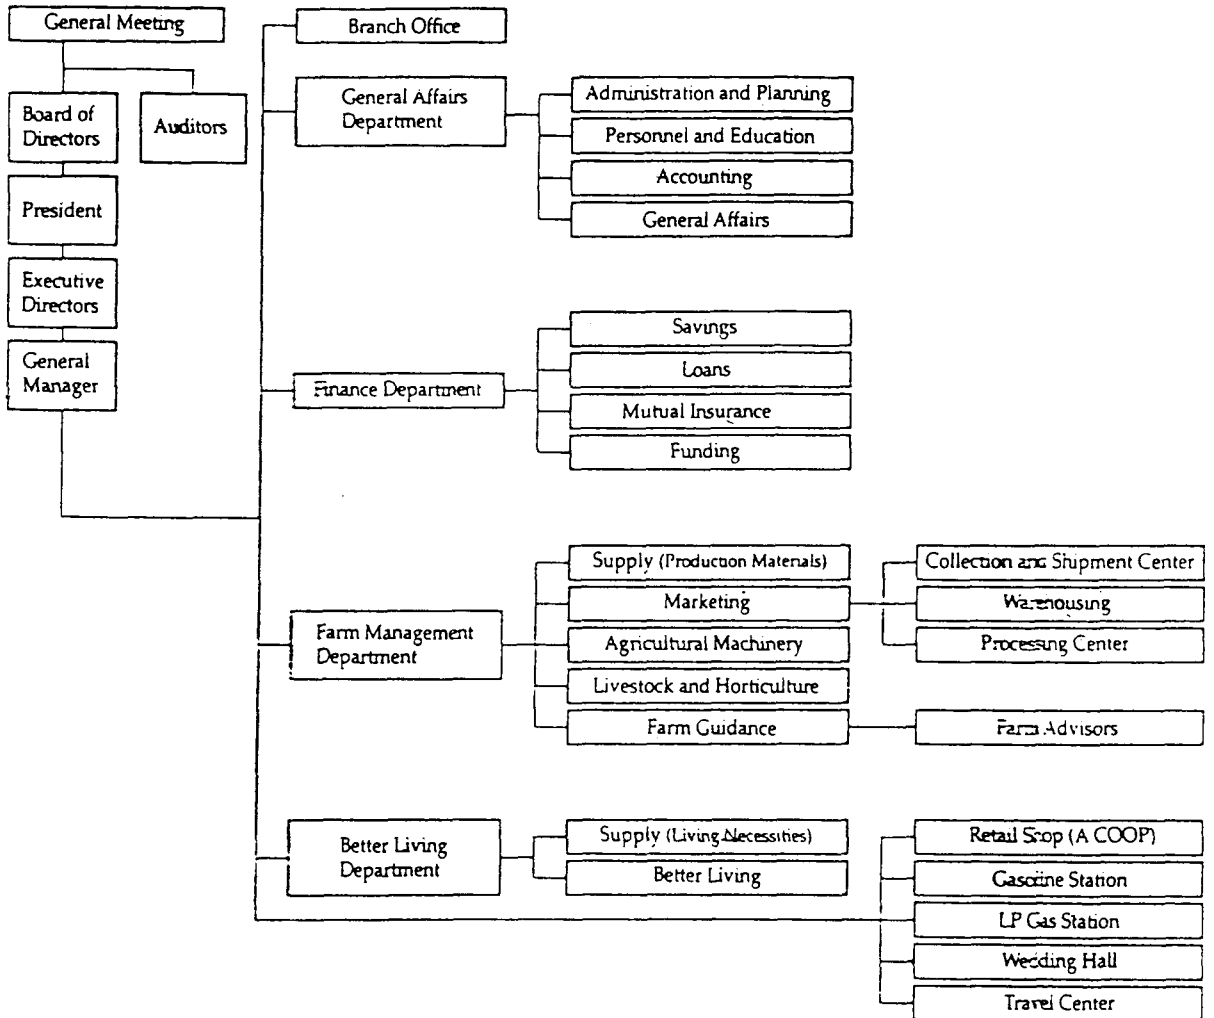 General Meeting
Board of
Directors
Auditors
President
Executive
Directors
General
Manager
Branch Office
General Affairs
Department
Administration and Planning
Personnel and Education
Accounting
General Affairs
Finance Department
Savings
Loans
Mutual Insurance
Funding
Farm Management
Department
Supply (Production Materials)
Marketing
Agricultural Machinery
Livestock and Horticulture
Farm Guidance
Collection and Shipment Center
Warehousing
Processing Center
Farm Advisors
Better Living
Department
Supply (Living Necessities)
Better Living
Retail Shop (A COOP)
Gasoline Station
LP Gas Station
Wedding Hall
Travel Center